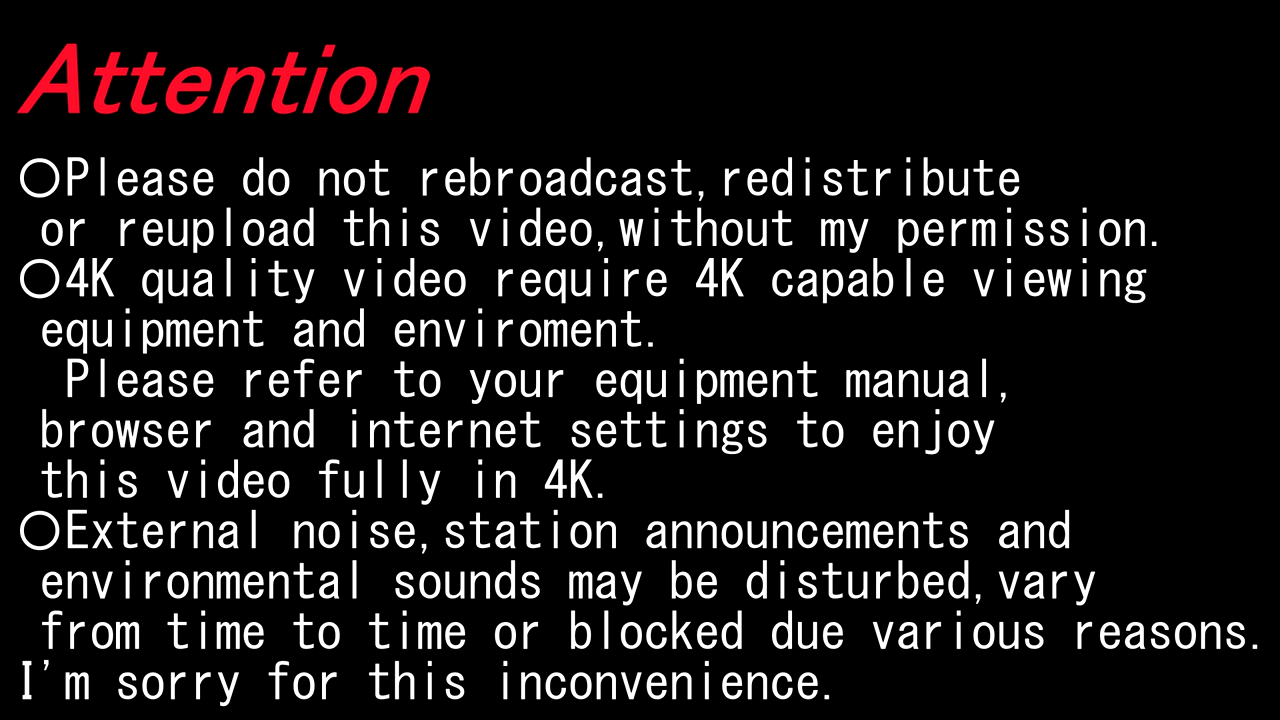 Attention
○Please do not rebroadcast,redistribute
or reupload this video,without my permission.
○4K quality video require 4K capable viewing
equipment and enviroment.
Please refer to your equipment manual,
browser and internet settings to enjoy
this video fully in 4K.
○External noise,station announcements and
environmental sounds may be disturbed,vary
from time to time or blocked due various reasons.
I'm sorry for this inconvenience.